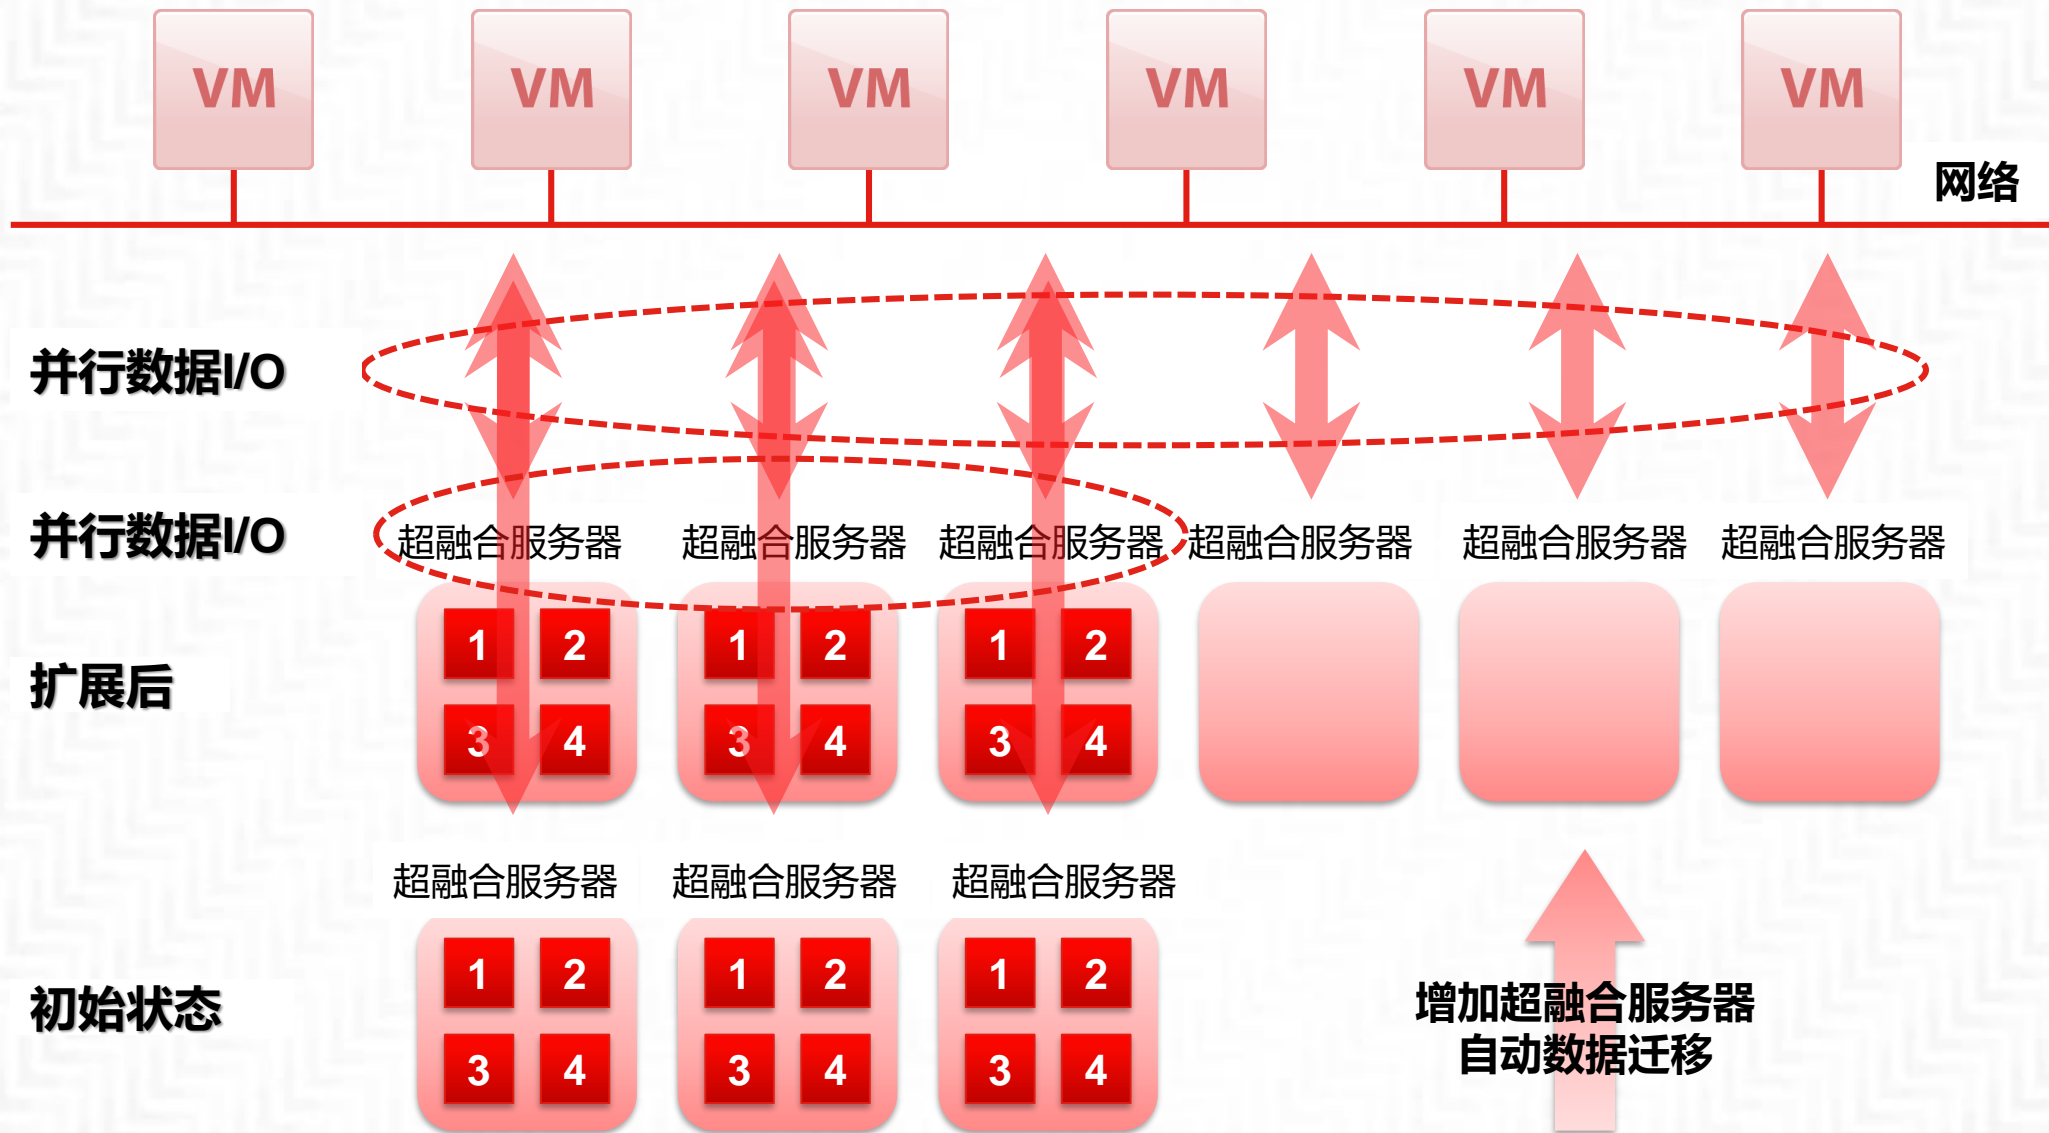 VM VM VM VM VM VM
网络
并行数据I/O
并行数据I/O
超融合服务器 超融合服务器 超融合服务器 超融合服务器 超融合服务器 超融合服务器
1 2 1 2 1 2
扩展后
3 4 3 4 3 4
超融合服务器 超融合服务器 超融合服务器
1 2 1 2 1 2
初始状态
3 4 3 4 3 4
增加超融合服务器
自动数据迁移